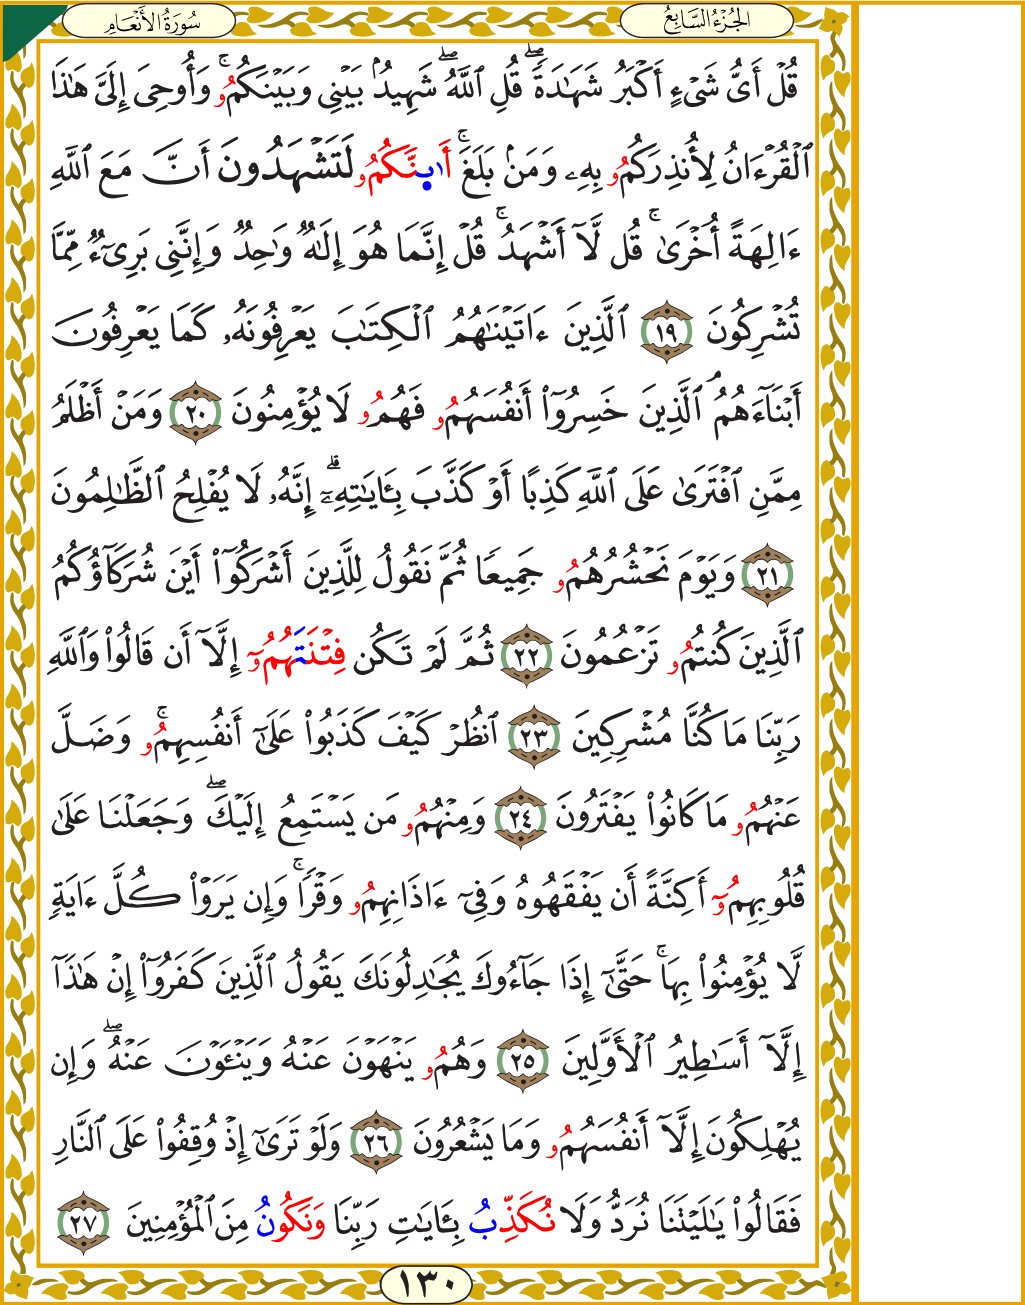 الجُزْءُ السَّابِعُ
سُورَةُ الأَنْعَامِ
قُلْ أَىُّ شَىْءٍ أَكْبَرُ شَهَٰدَةًۖ قُلِ ٱللَّهُۖ شَهِيدُۢ بَيْنِى وَبَيْنَكُمُۥۚ وَأُوحِىَ إِلَىَّ هَٰذَا
ٱلْقُرْءَانُ لِأُنذِرَكُمُۥ بِهِۦ وَمَنۢ بَلَغَۚ أَىِٕنَّكُمُۥ لَتَشْهَدُونَ أَنَّ مَعَ ٱللَّهِ
ءَالِهَةً أُخْرَىٰۚ قُل لَّآ أَشْهَدُۚ قُلْ إِنَّمَا هُوَ إِلَٰهٌ وَٰحِدٌ وَإِنَّنِى بَرِىٓءٌ مِّمَّا
تُشْرِكُونَ ١٩ ٱلَّذِينَ ءَاتَيْنَٰهُمُ ٱلْكِتَٰبَ يَعْرِفُونَهُۥ كَمَا يَعْرِفُونَ
أَبْنَآءَهُمُۘ ٱلَّذِينَ خَسِرُوٓاْ أَنفُسَهُمُۥ فَهُمُۥ لَا يُؤْمِنُونَ ٢٠ وَمَنْ أَظْلَمُ
مِمَّنِ ٱفْتَرَىٰ عَلَى ٱللَّهِ كَذِبًا أَوْ كَذَّبَ بِـَٔايَٰتِهِۦٓۗ إِنَّهُۥ لَا يُفْلِحُ ٱلظَّٰلِمُونَ
٢١ وَيَوْمَ نَحْشُرُهُمُۥ جَمِيعًا ثُمَّ نَقُولُ لِلَّذِينَ أَشْرَكُوٓاْ أَيْنَ شُرَكَآؤُكُمُ
ٱلَّذِينَ كُنتُمُۥ تَزْعُمُونَ ٢٢ ثُمَّ لَمْ تَكُن فِتْنَتَهُمُۥٓ إِلَّآ أَن قَالُواْ وَٱللَّهِ
رَبِّنَا مَا كُنَّا مُشْرِكِينَ ٢٣ ٱنظُرْ كَيْفَ كَذَبُواْ عَلَىٰٓ أَنفُسِهِمُۥۚ وَضَلَّ
عَنْهُمُۥ مَا كَانُواْ يَفْتَرُونَ ٢٤ وَمِنْهُمُۥ مَن يَسْتَمِعُ إِلَيْكَۖ وَجَعَلْنَا عَلَىٰ
قُلُوبِهِمُۥٓ أَكِنَّةً أَن يَفْقَهُوهُ وَفِىٓ ءَاذَانِهِمُۥ وَقْرًاۚ وَإِن يَرَوْاْ كُلَّ ءَايَةٍ
لَّا يُؤْمِنُواْ بِهَاۚ حَتَّىٰٓ إِذَا جَآءُوكَ يُجَٰدِلُونَكَ يَقُولُ ٱلَّذِينَ كَفَرُوٓاْ إِنْ هَٰذَآ
إِلَّآ أَسَٰطِيرُ ٱلْأَوَّلِينَ ٢٥ وَهُمُۥ يَنْهَوْنَ عَنْهُ وَيَنْـَٔوْنَ عَنْهُۖ وَإِن
يُهْلِكُونَ إِلَّآ أَنفُسَهُمُۥ وَمَا يَشْعُرُونَ ٢٦ وَلَوْ تَرَىٰٓ إِذْ وُقِفُواْ عَلَى ٱلنَّارِ
فَقَالُواْ يَٰلَيْتَنَا نُرَدُّ وَلَا نُكَذِّبُ بِـَٔايَٰتِ رَبِّنَا وَنَكُونُ مِنَ ٱلْمُؤْمِنِينَ ٢٧
١٣٠